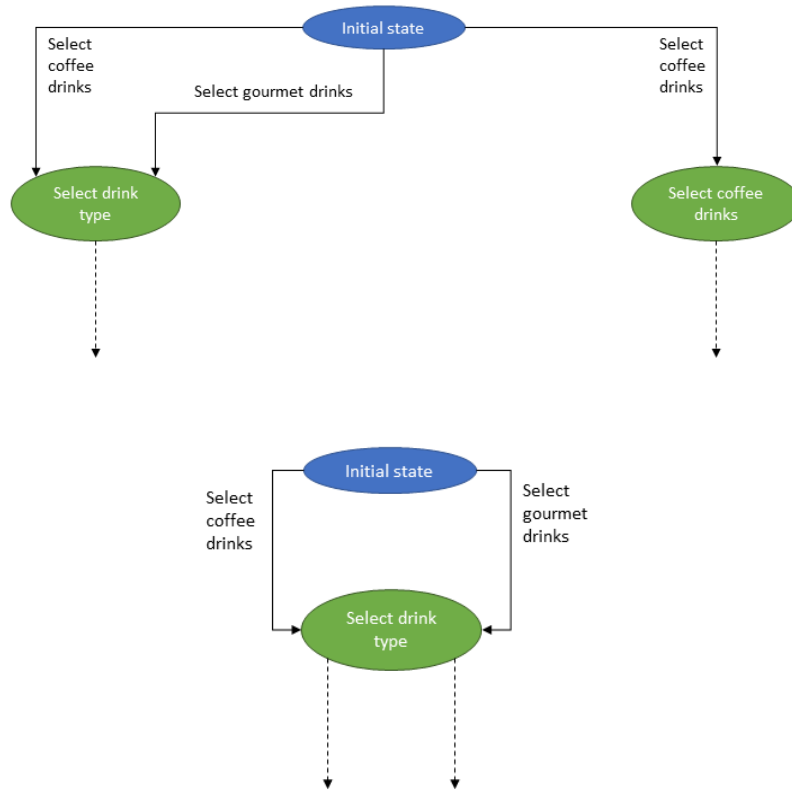 Initial state
Select
coffee
drinks
Select gourmet drinks
Select
coffee
drinks
Select drink
type
Select coffee
drinks
Initial state
Select
coffee
drinks
Select
gourmet
drinks
Select drink
type